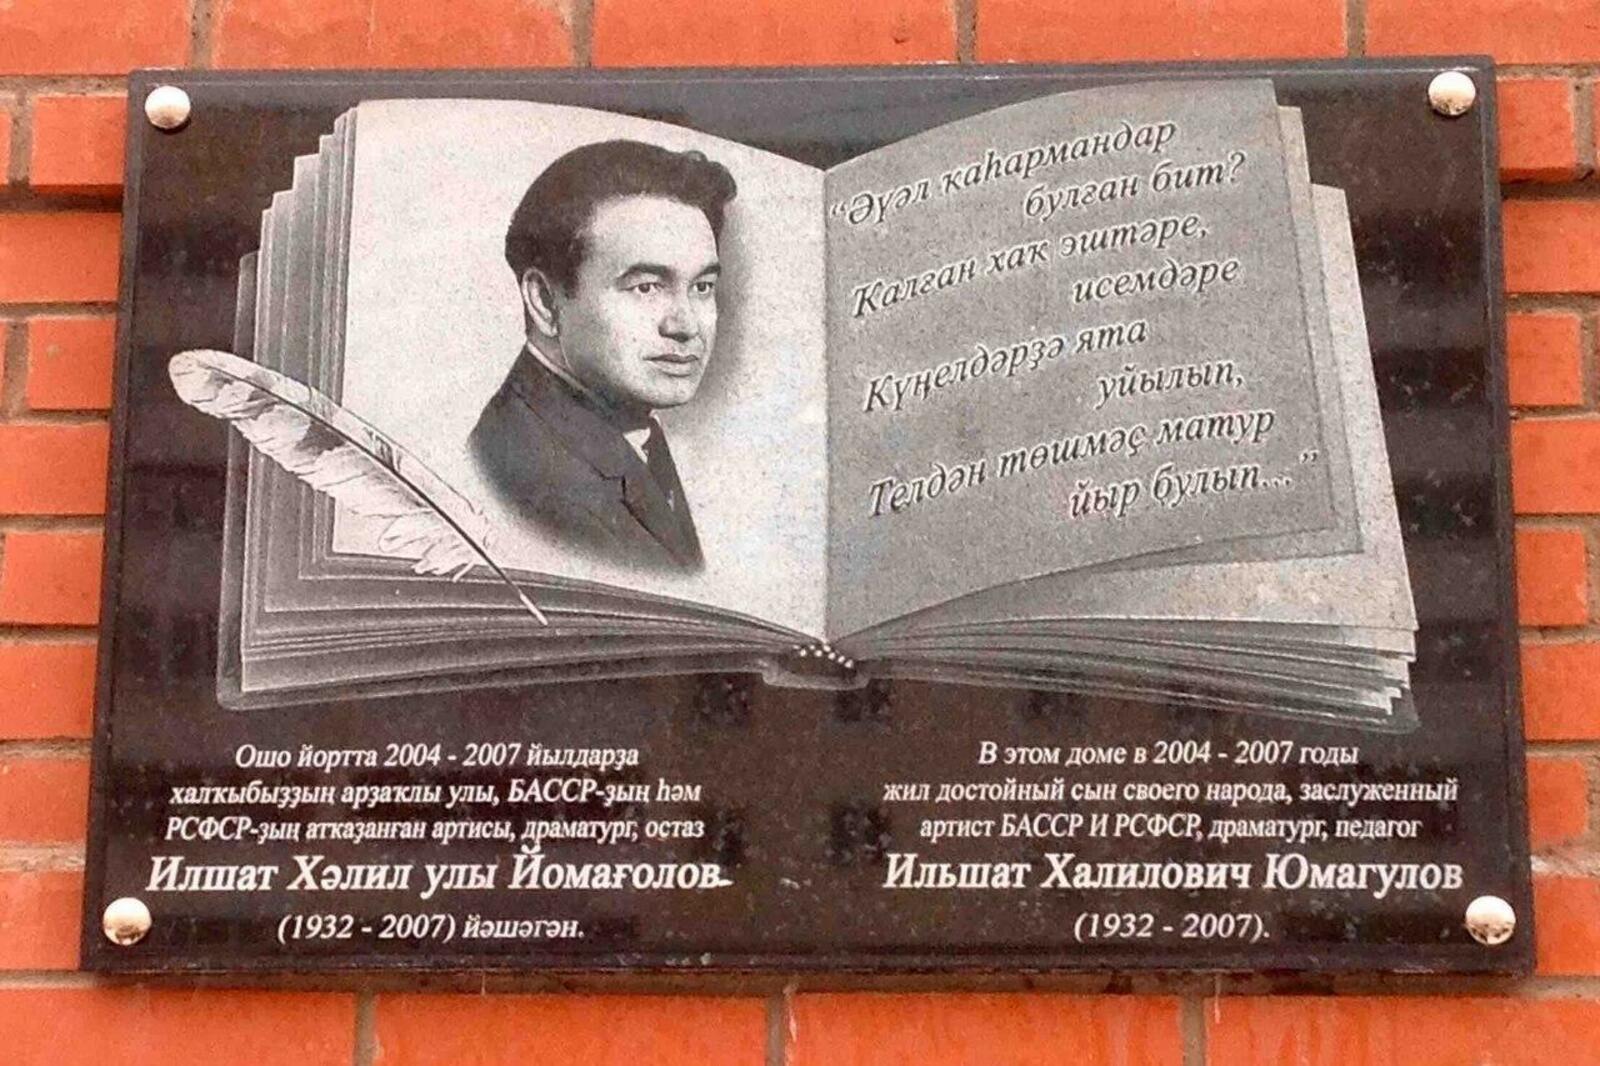 “Әүәл ҡаһармандар
булған бит?
Ҡалған хаҡ эштәре,
исемдәре
Күңелдәрҙә ята
уйылып,
Телдән төшмәҫ матур
йыр булып...”
Ошо йортта 2004 - 2007 йылдарҙа
халҡыбыҙҙың арҙаҡлы улы, БАССР-ҙың һәм
РСФСР-ҙың атҡаҙанған артисы, драматург, оҫтаз
Илшат Хәлил улы Йомағолов
(1932 - 2007) йәшәгән.
В этом доме в 2004 - 2007 годы
жил достойный сын своего народа, заслуженный
артист БАССР И РСФСР, драматург, педагог
Ильшат Халилович Юмагулов
(1932 - 2007).